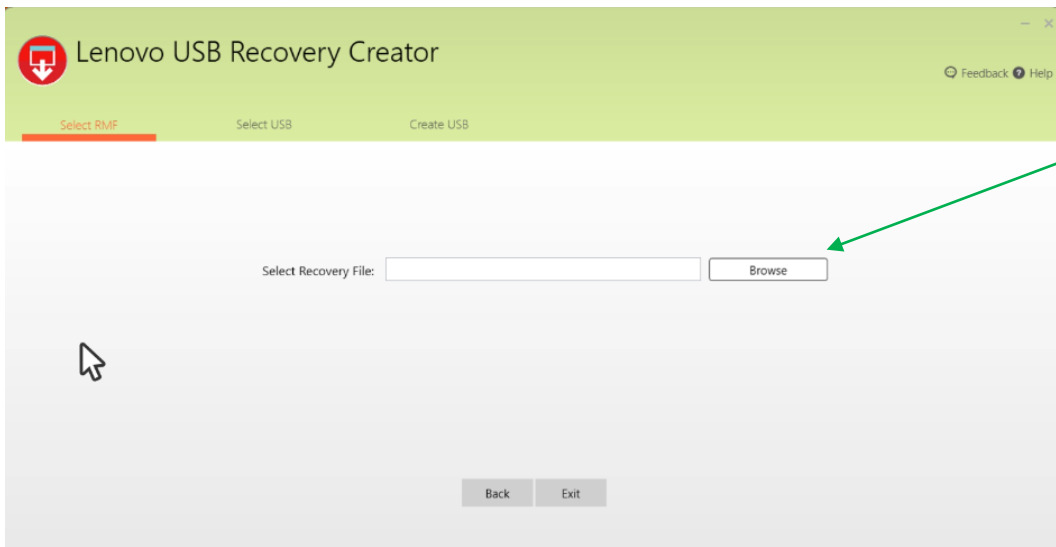 Lenovo USB Recovery Creator
Feedback Help
Select RMF Select USB Create USB
Select Recovery File: Browse
Back Exit